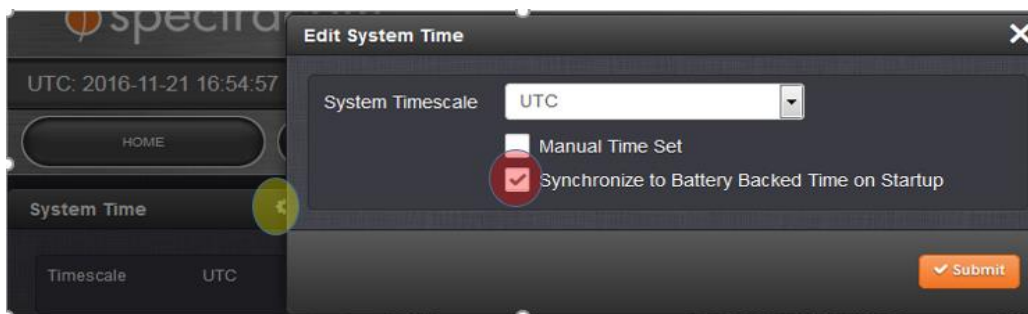 spectra
Edit System Time
UTC: 2016-11-21 16:54:57
System Timescale UTC
HOME
Manual Time Set
Synchronize to Battery Backed Time on Startup
System Time
Timescale UTC
Submit